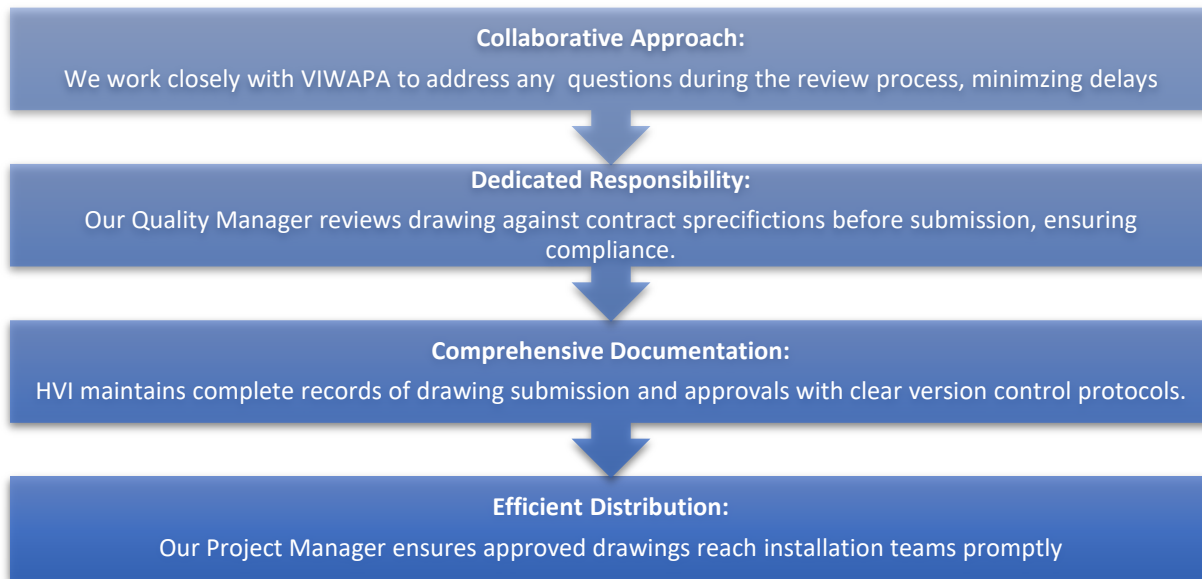 Collaborative Approach:
We work closely with VIWAPA to address any  questions during the review process, minimzing delays
Dedicated Responsibility:
Our Quality Manager reviews drawing against contract sprecifictions before submission, ensuring
compliance.
Comprehensive Documentation:
HVI maintains complete records of drawing submission and approvals with clear version control protocols.
Efficient Distribution:
Our Project Manager ensures approved drawings reach installation teams promptly